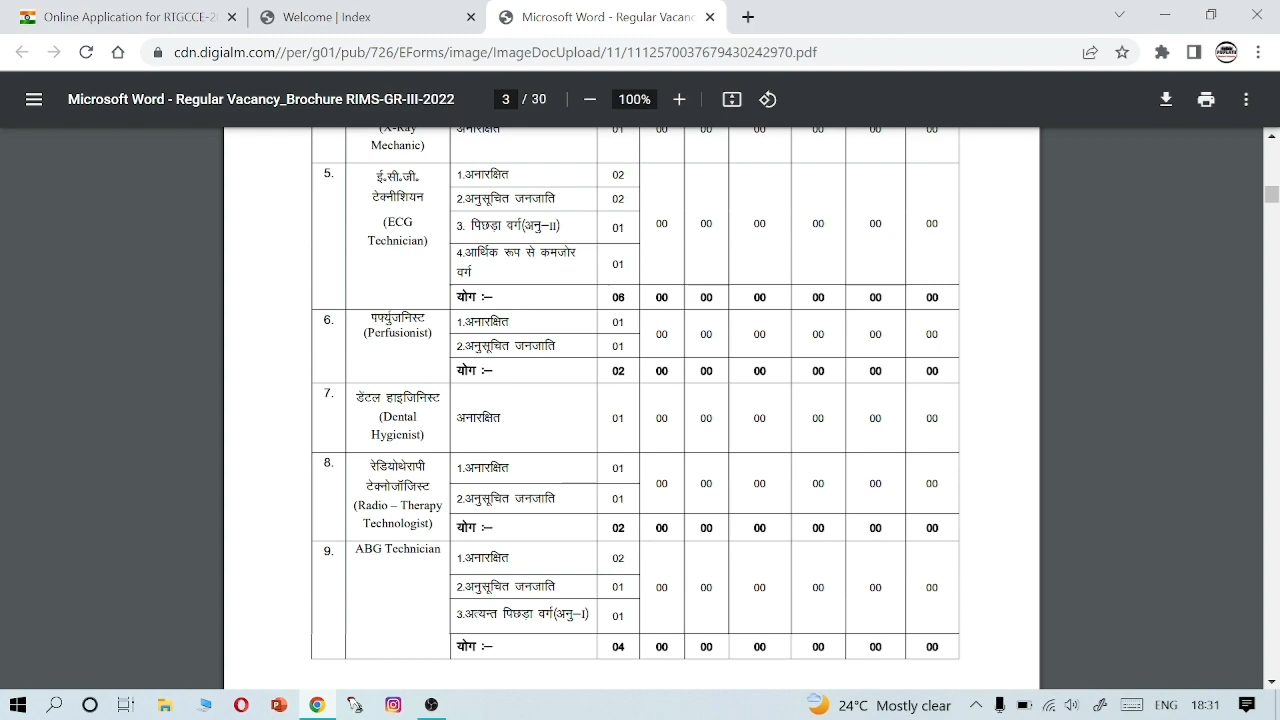 Online Application for RTGCGT-2
Welcome | Index
Microsoft Word - Regular Vacanc
cdn.digialm.com//per/g01/pub/726/EForms/image/ImageDocUpload/11/1112570037679430242970.pdf
Microsoft Word - Regular Vacancy_Brochure RIMS-GR-III-2022
3 / 30
100%
(X-Ray Mechanic) अनारक्षित 01 00 00 00 00 00 00
5. ई.सी.जी. टेक्नीशियन (ECG Technician)
1.अनारक्षित 02
2.अनुसूचित जनजाति 02
3. पिछड़ा वर्ग(अनु–II) 01
4.आर्थिक रूप से कमजोर वर्ग 01
00 00 00 00 00 00
योग :– 06 00 00 00 00 00 00
6. पर्फ्युजनिस्ट (Perfusionist)
1.अनारक्षित 01
2.अनुसूचित जनजाति 01
00 00 00 00 00 00
योग :– 02 00 00 00 00 00 00
7. डेंटल हाइजिनिस्ट (Dental Hygienist) अनारक्षित 01 00 00 00 00 00 00
8. रेडियोथेरापी टेक्नोजॉजिस्ट (Radio – Therapy Technologist)
1.अनारक्षित 01
2.अनुसूचित जनजाति 01
00 00 00 00 00 00
योग :– 02 00 00 00 00 00 00
9. ABG Technician
1.अनारक्षित 02
2.अनुसूचित जनजाति 01
3.अत्यन्त पिछड़ा वर्ग(अनु–I) 01
00 00 00 00 00 00
योग :– 04 00 00 00 00 00 00
24°C Mostly clear
ENG
18:31